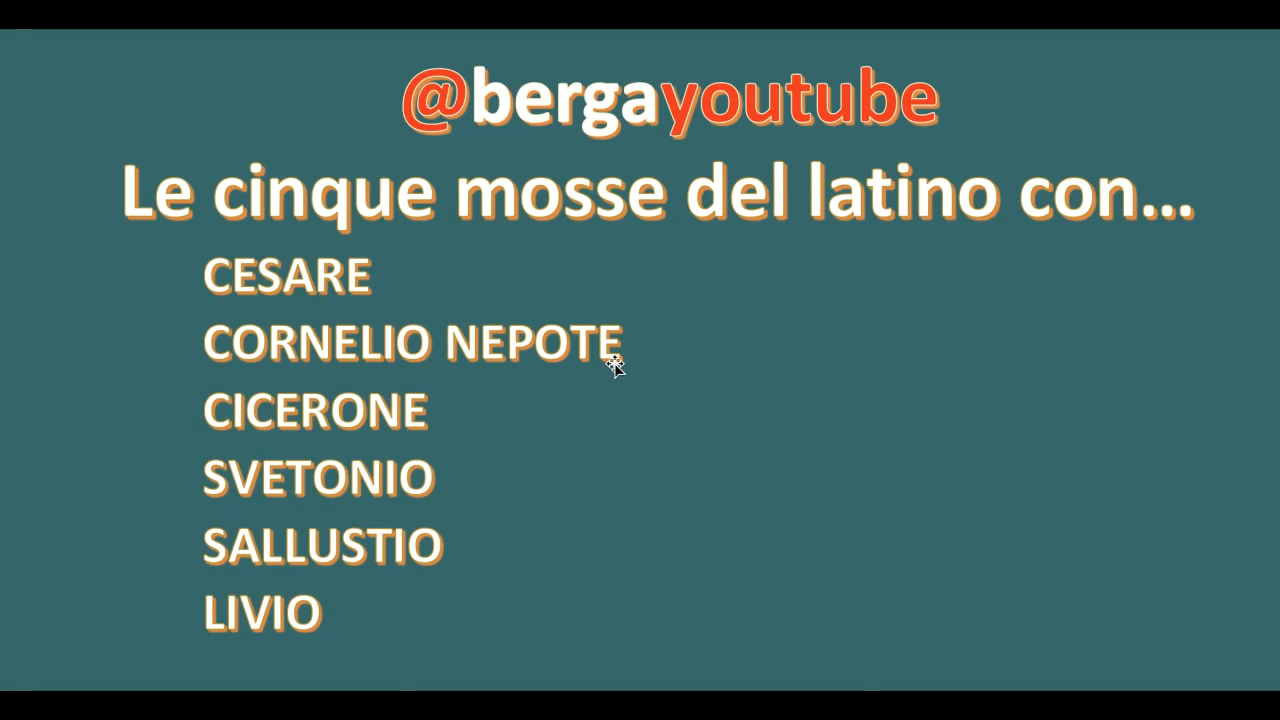 @bergayoutube
Le cinque mosse del latino con...
CESARE
CORNELIO NEPOTE
CICERONE
SVETONIO
SALLUSTIO
LIVIO